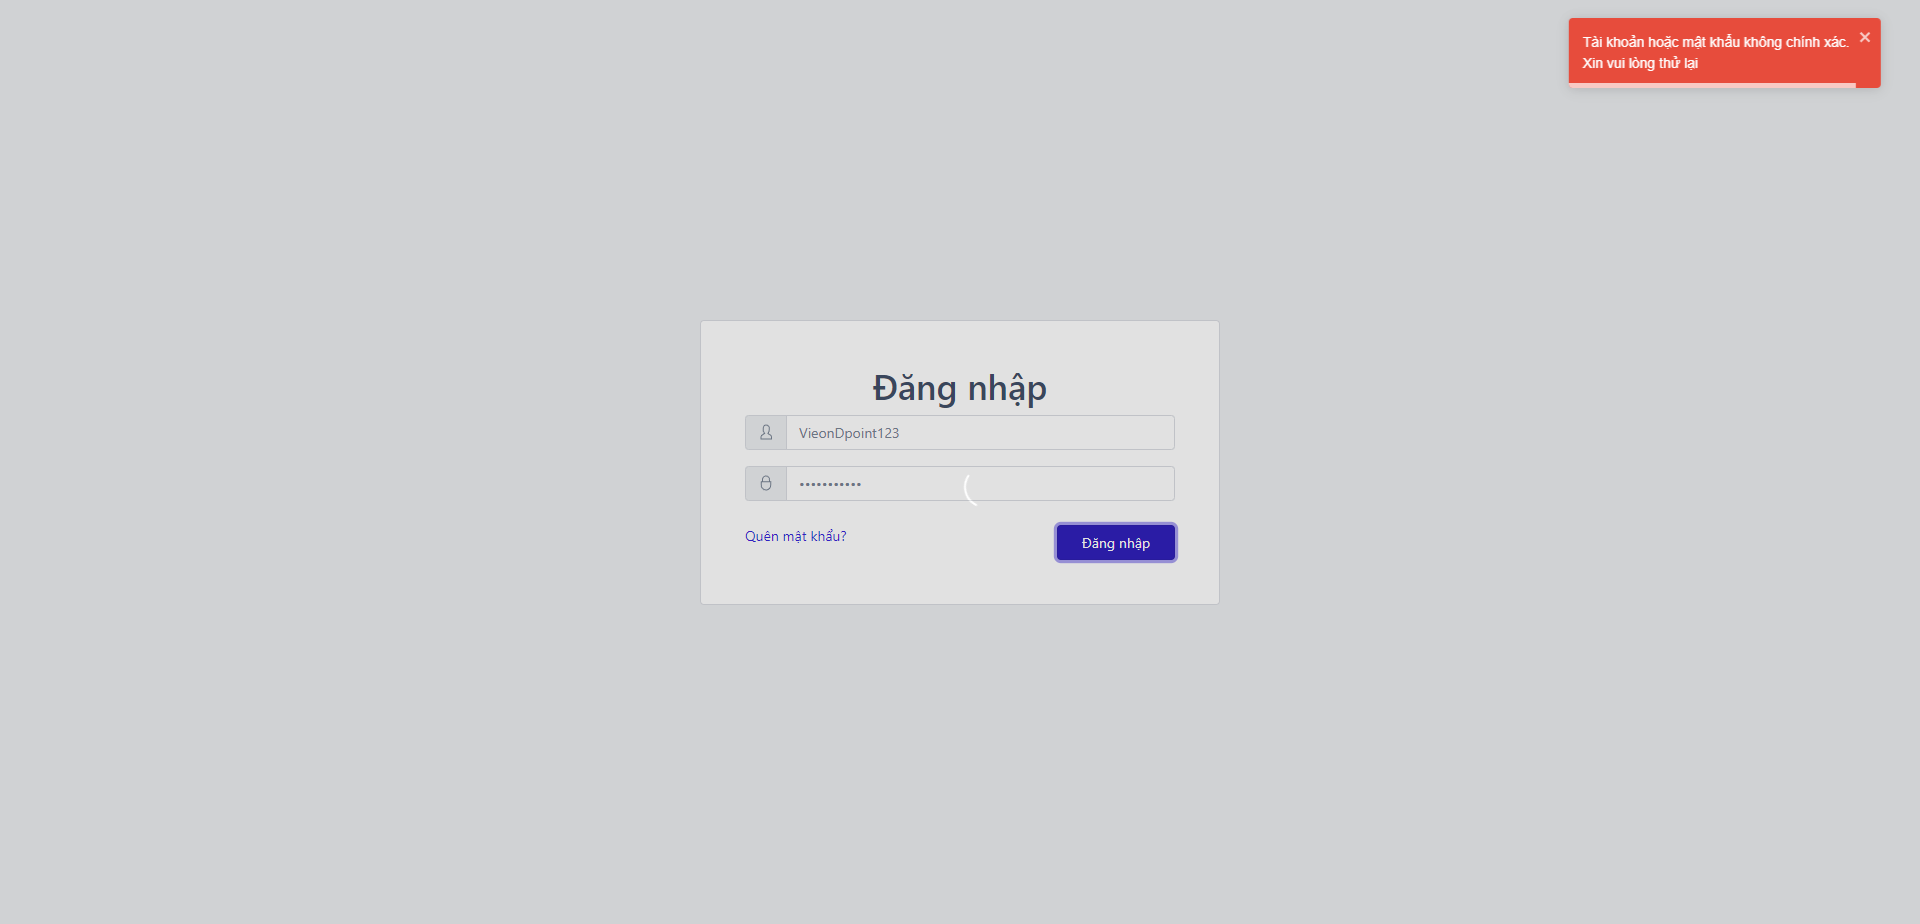 Tài khoản hoặc mật khẩu không chính xác.
Xin vui lòng thử lại
Đăng nhập
VieonDpoint123
•••••••••••
Quên mật khẩu?
Đăng nhập